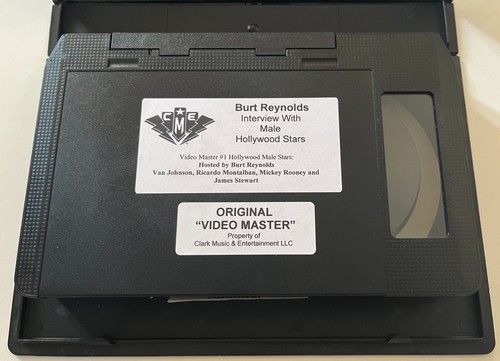 CME
Burt Reynolds
Interview With
Male
Hollywood Stars
Video Master #1 Hollywood Male Stars:
Hosted by Burt Reynolds
Van Johnson, Ricardo Montalban, Mickey Rooney and
James Stewart
ORIGINAL
"VIDEO MASTER"
Property of
Clark Music & Entertainment LLC